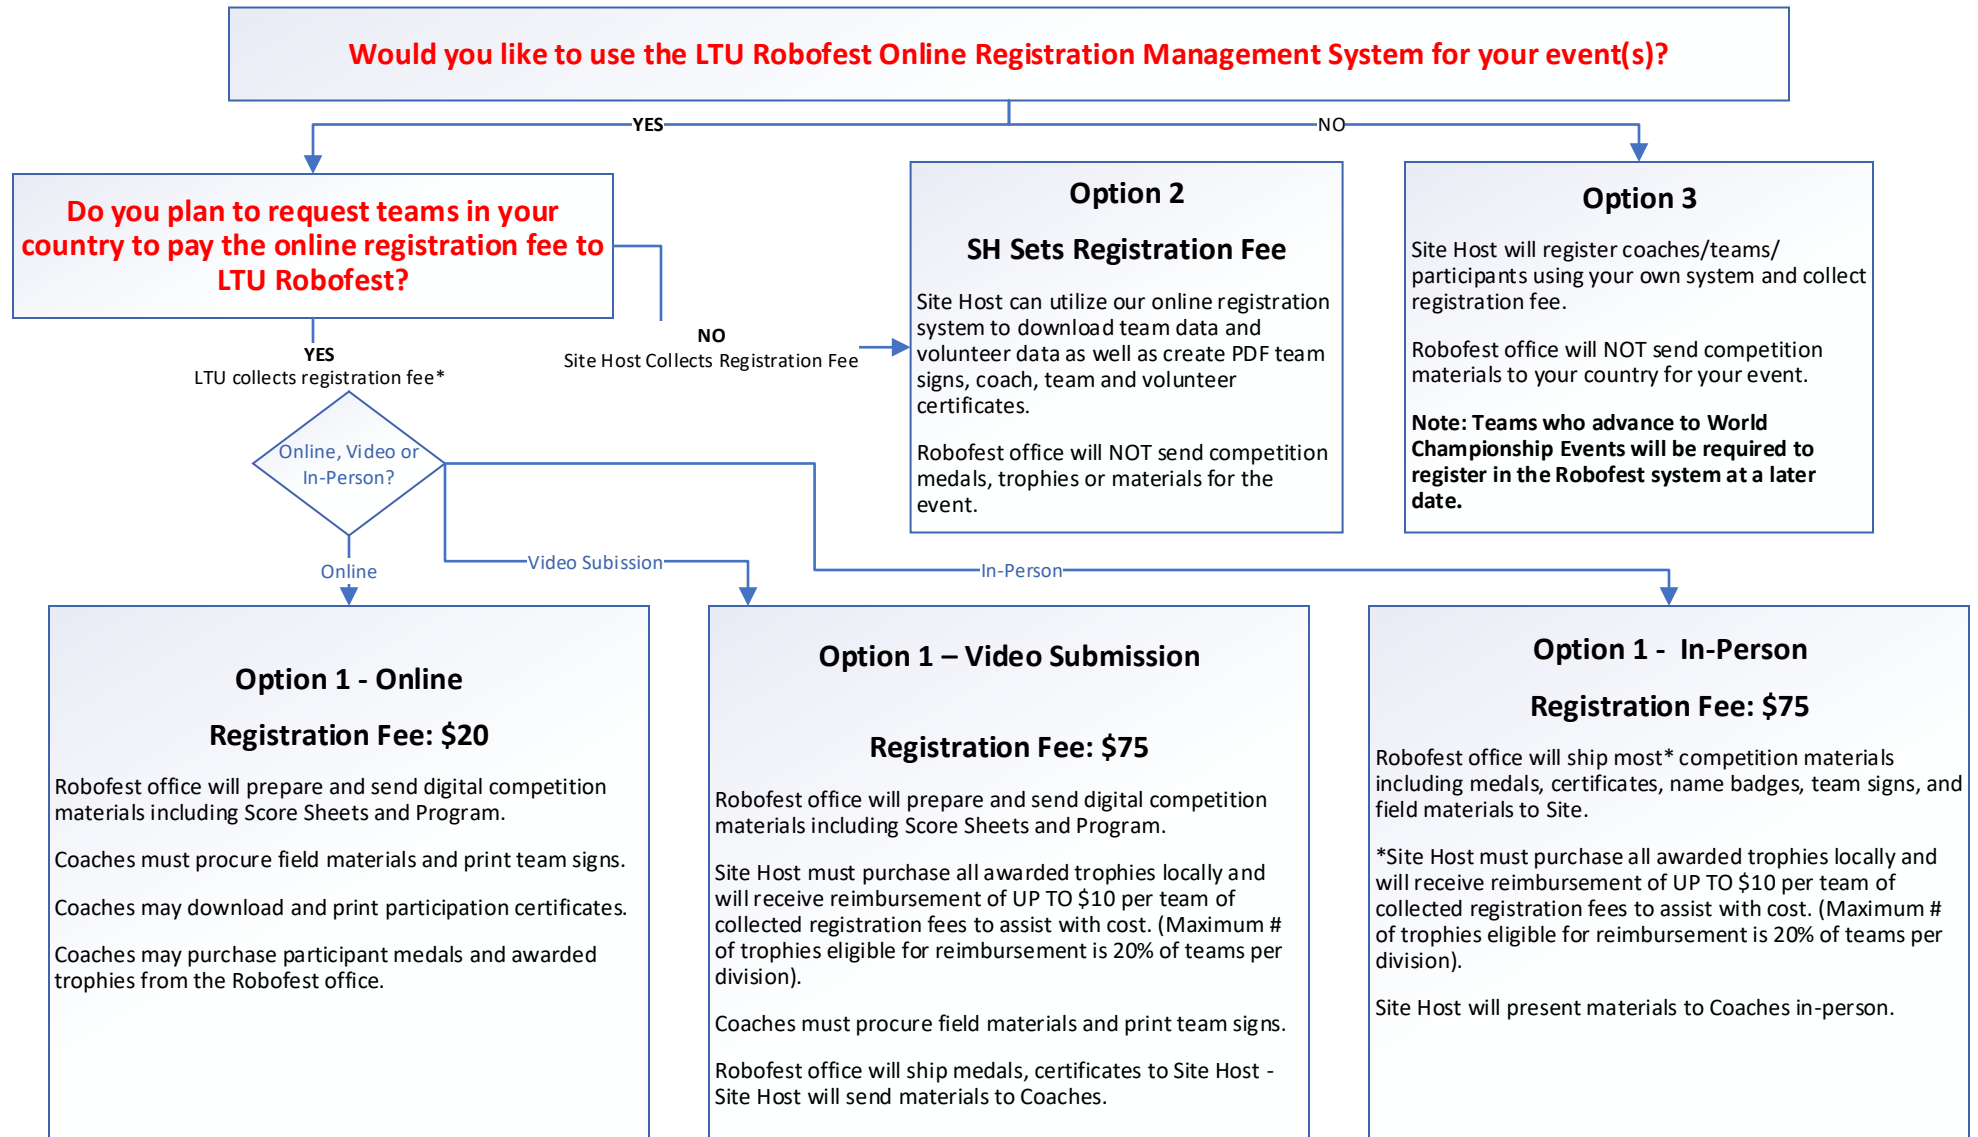 Would you like to use the LTU Robofest Online Registration Management System for your event(s)?
YES
NO
Do you plan to request teams in your
country to pay the online registration fee to
LTU Robofest?
YES
LTU collects registration fee*
NO
Site Host Collects Registration Fee
Option 2
SH Sets Registration Fee
Site Host can utilize our online registration
system to download team data and
volunteer data as well as create PDF team
signs, coach, team and volunteer
certificates.
Robofest office will NOT send competition
medals, trophies or materials for the
event.
Option 3
Site Host will register coaches/teams/
participants using your own system and collect
registration fee.
Robofest office will NOT send competition
materials to your country for your event.
Note: Teams who advance to World
Championship Events will be required to
register in the Robofest system at a later
date.
Online, Video or
In-Person?
Online
Video Subission
In-Person
Option 1 - Online
Registration Fee: $20
Robofest office will prepare and send digital competition
materials including Score Sheets and Program.
Coaches must procure field materials and print team signs.
Coaches may download and print participation certificates.
Coaches may purchase participant medals and awarded
trophies from the Robofest office.
Option 1 – Video Submission
Registration Fee: $75
Robofest office will prepare and send digital competition
materials including Score Sheets and Program.
Site Host must purchase all awarded trophies locally and
will receive reimbursement of UP TO $10 per team of
collected registration fees to assist with cost. (Maximum #
of trophies eligible for reimbursement is 20% of teams per
division).
Coaches must procure field materials and print team signs.
Robofest office will ship medals, certificates to Site Host -
Site Host will send materials to Coaches.
Option 1 - In-Person
Registration Fee: $75
Robofest office will ship most* competition materials
including medals, certificates, name badges, team signs, and
field materials to Site.
*Site Host must purchase all awarded trophies locally and
will receive reimbursement of UP TO $10 per team of
collected registration fees to assist with cost. (Maximum #
of trophies eligible for reimbursement is 20% of teams per
division).
Site Host will present materials to Coaches in-person.